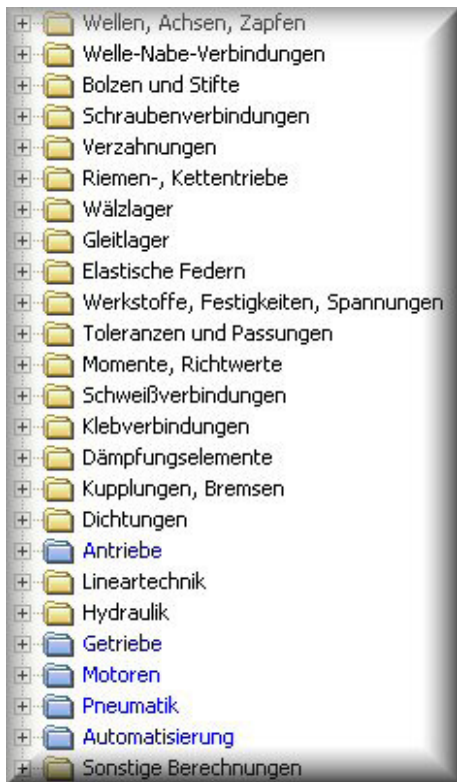 Wellen, Achsen, Zapfen
Welle-Nabe-Verbindungen
Bolzen und Stifte
Schraubenverbindungen
Verzahnungen
Riemen-, Kettentriebe
Wälzlager
Gleitlager
Elastische Federn
Werkstoffe, Festigkeiten, Spannungen
Toleranzen und Passungen
Momente, Richtwerte
Schweißverbindungen
Klebverbindungen
Dämpfungselemente
Kupplungen, Bremsen
Dichtungen
Antriebe
Lineartechnik
Hydraulik
Getriebe
Motoren
Pneumatik
Automatisierung
Sonstige Berechnungen